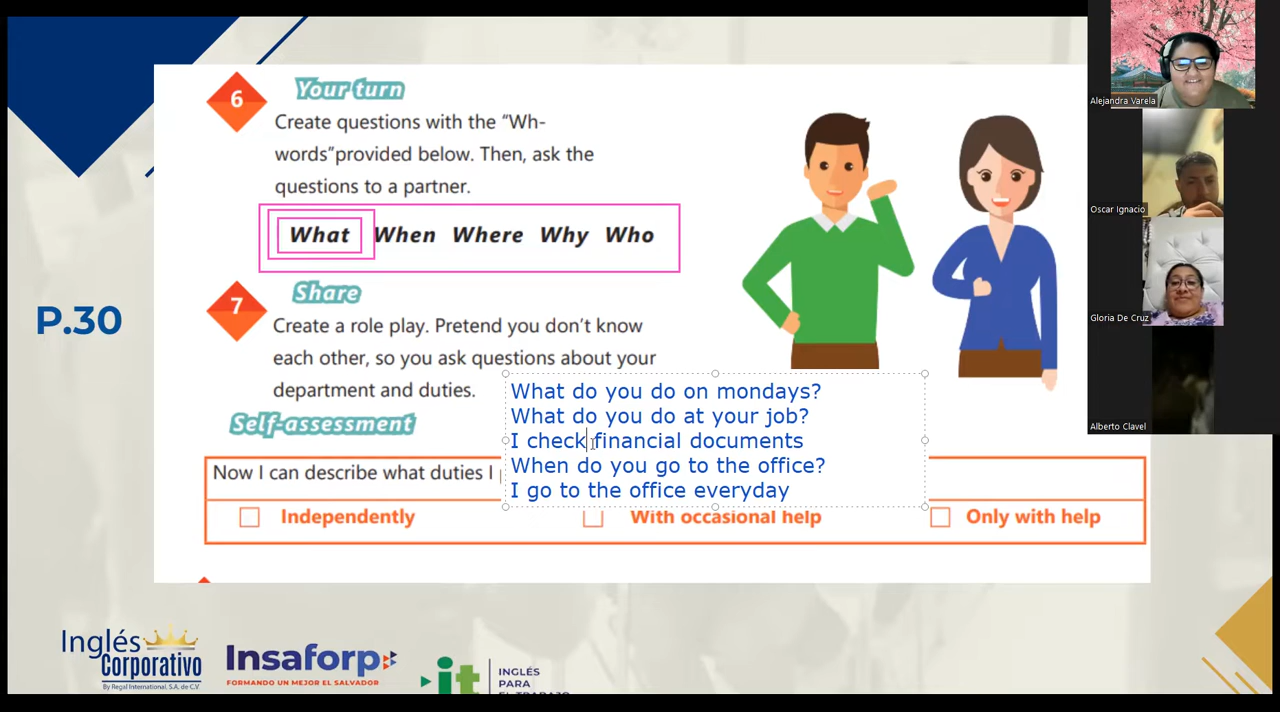 6
Your turn
Create questions with the “Wh-
words”provided below. Then, ask the
questions to a partner.
What When Where Why Who
7
Share
Create a role play. Pretend you don’t know
each other, so you ask questions about your
department and duties.
What do you do on mondays?
What do you do at your job?
I check financial documents
When do you go to the office?
I go to the office everyday
Self-assessment
Now I can describe what duties I
Independently
With occasional help
Only with help
P.30
Inglés
Corporativo
By Regal International, S.A. de C.V.
Insaforp
FORMANDO UN MEJOR EL SALVADOR
it
INGLÉS
PARA
EL TRABAJO
Alejandra Varela
Oscar Ignacio
Gloria De Cruz
Alberto Clavel